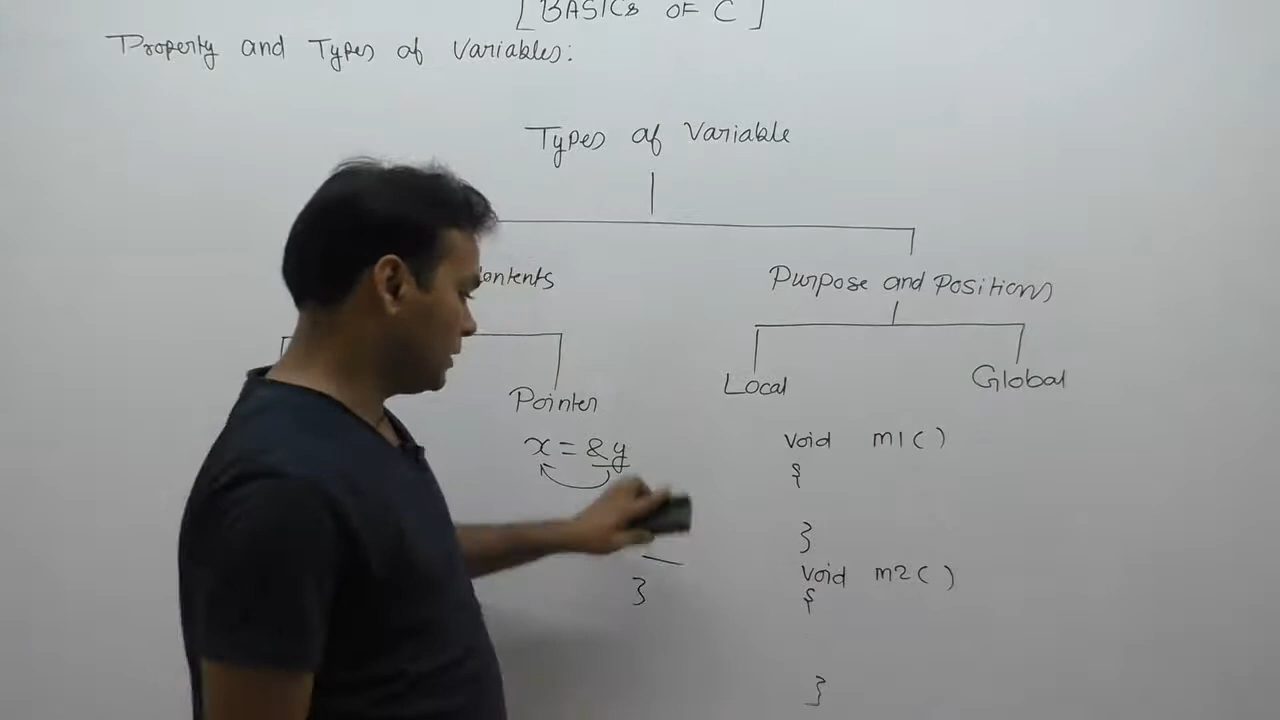 [BASICS OF C]
Property and Types of Variables:
Types of Variable
contents
Purpose and Positions
Pointer
Local
Global
x = &y
void m1()
{
}
void m2()
{
}
}